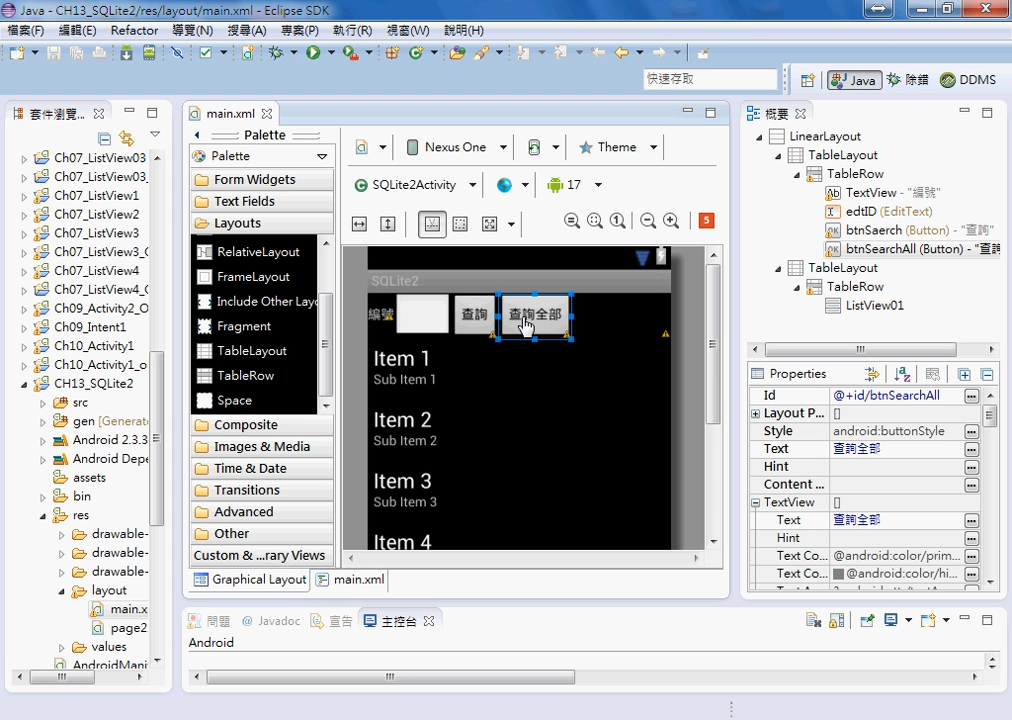 Java - CH13_SQLite2/res/layout/main.xml - Eclipse SDK
檔案(F) 編輯(E) Refactor 導覽(N) 搜尋(A) 專案(P) 執行(R) 視窗(W) 說明(H)
快速存取
Java
除錯
DDMS
套件瀏覽...
Ch07_ListView03
Ch07_ListView03_
Ch07_ListView1
Ch07_ListView2
Ch07_ListView3
Ch07_ListView3_C
Ch07_ListView4
Ch07_ListView4_C
Ch09_Activity2_O
Ch09_Intent1
Ch10_Activity1
Ch10_Activity1_o
CH13_SQLite2
src
gen [Generate
Android 2.3.3
Android Depe
assets
bin
res
drawable-
drawable-
drawable-
layout
main.x
page2
values
AndroidMani
main.xml
Palette
Palette
Form Widgets
Text Fields
Layouts
RelativeLayout
FrameLayout
Include Other Layo
Fragment
TableLayout
TableRow
Space
Composite
Images & Media
Time & Date
Transitions
Advanced
Other
Custom & ...rary Views
Nexus One
Theme
SQLite2Activity
17
5
SQLite2
編號
查詢
查詢全部
Item 1
Sub Item 1
Item 2
Sub Item 2
Item 3
Sub Item 3
Item 4
Graphical Layout
main.xml
概要
LinearLayout
TableLayout
TableRow
TextView - "編號"
edtID (EditText)
btnSaerch (Button) - "查詢"
btnSearchAll (Button) - "查詢
TableLayout
TableRow
ListView01
Properties
Id @+id/btnSearchAll
Layout P... []
Style android:buttonStyle
Text 查詢全部
Hint
Content ...
TextView []
Text 查詢全部
Hint
Text Co... @android:color/prim...
Text Co... @android:color/hi...
問題 @ Javadoc 宣告 主控台
Android